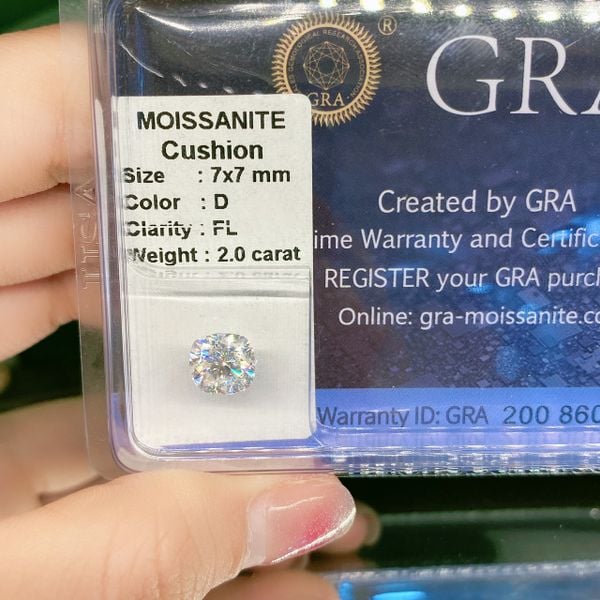 MOISSANITE
Cushion
Size : 7x7 mm
Color : D
Clarity : FL
Weight : 2.0 carat
GRA
®
GRA
Created by GRA
ime Warranty and Certific
REGISTER your GRA purch
Online: gra-moissanite.co
Warranty ID: GRA 200 860